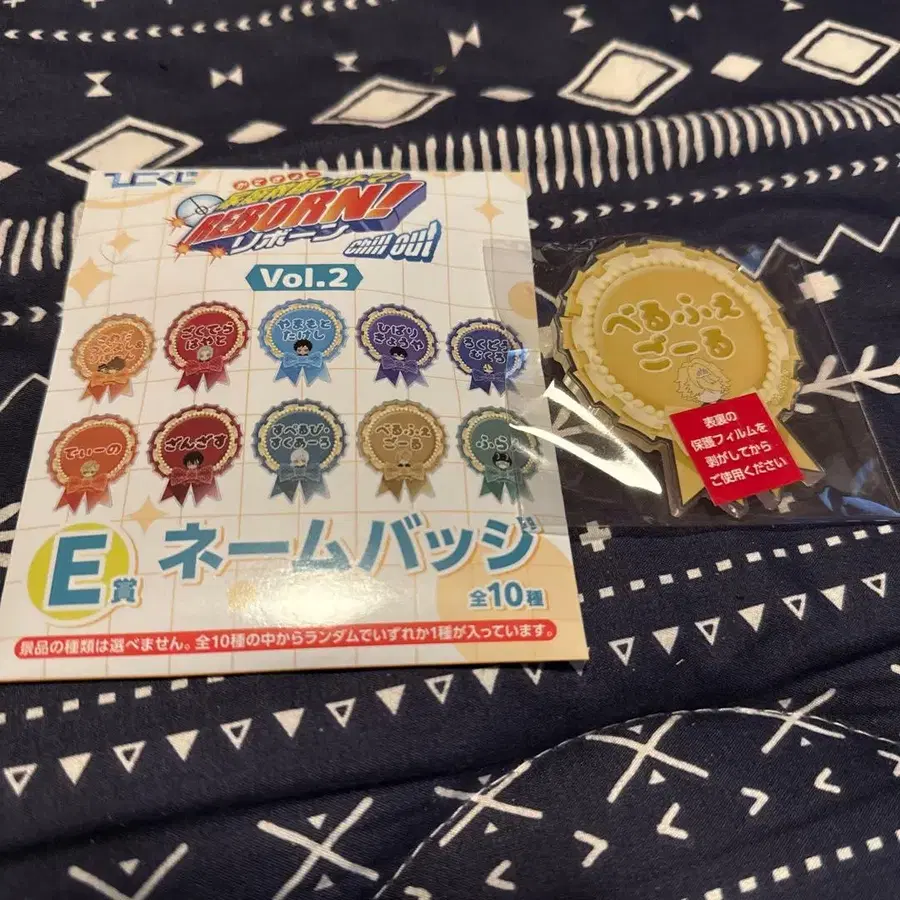 ひこくじ
かてきょー
家庭教師ヒットマン
REBORN!
リボーン
chill out
Vol.2
ごくでら
はやと
やまもと
たけし
ひばり
きょうや
ろくどう
むくろ
でぃーの
ざんざす
すぺるび・
すくあーろ
べるふぇ
ごーる
ふらん
E賞
ネームバッジ
全10種
景品の種類は選べません。全10種の中からランダムでいずれか1種が入っています。
べるふぇ
ごーる
表裏の
保護フィルムを
剥がしてから
ご使用ください